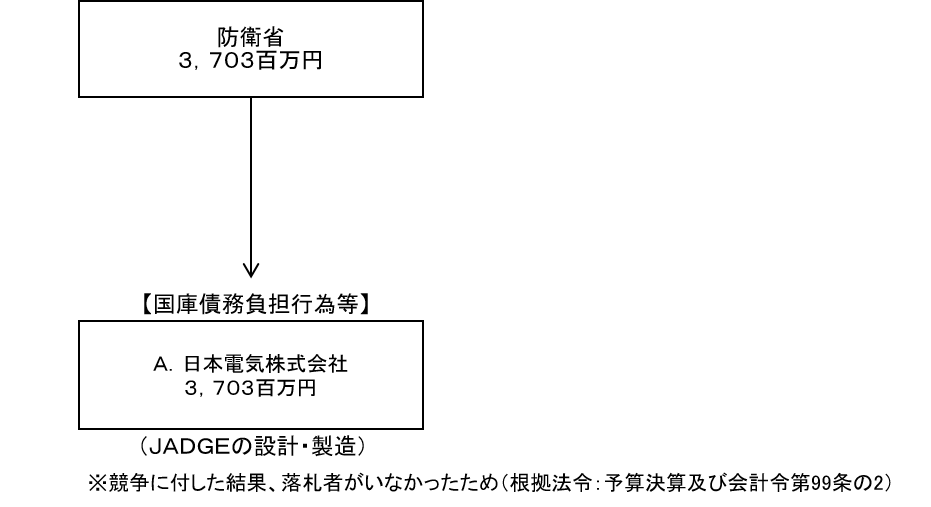 防衛省
3，703百万円
【国庫債務負担行為等】
A．日本電気株式会社
3，703百万円
（JADGEの設計・製造）
※競争に付した結果、落札者がいなかったため（根拠法令：予算決算及び会計令第99条の2）